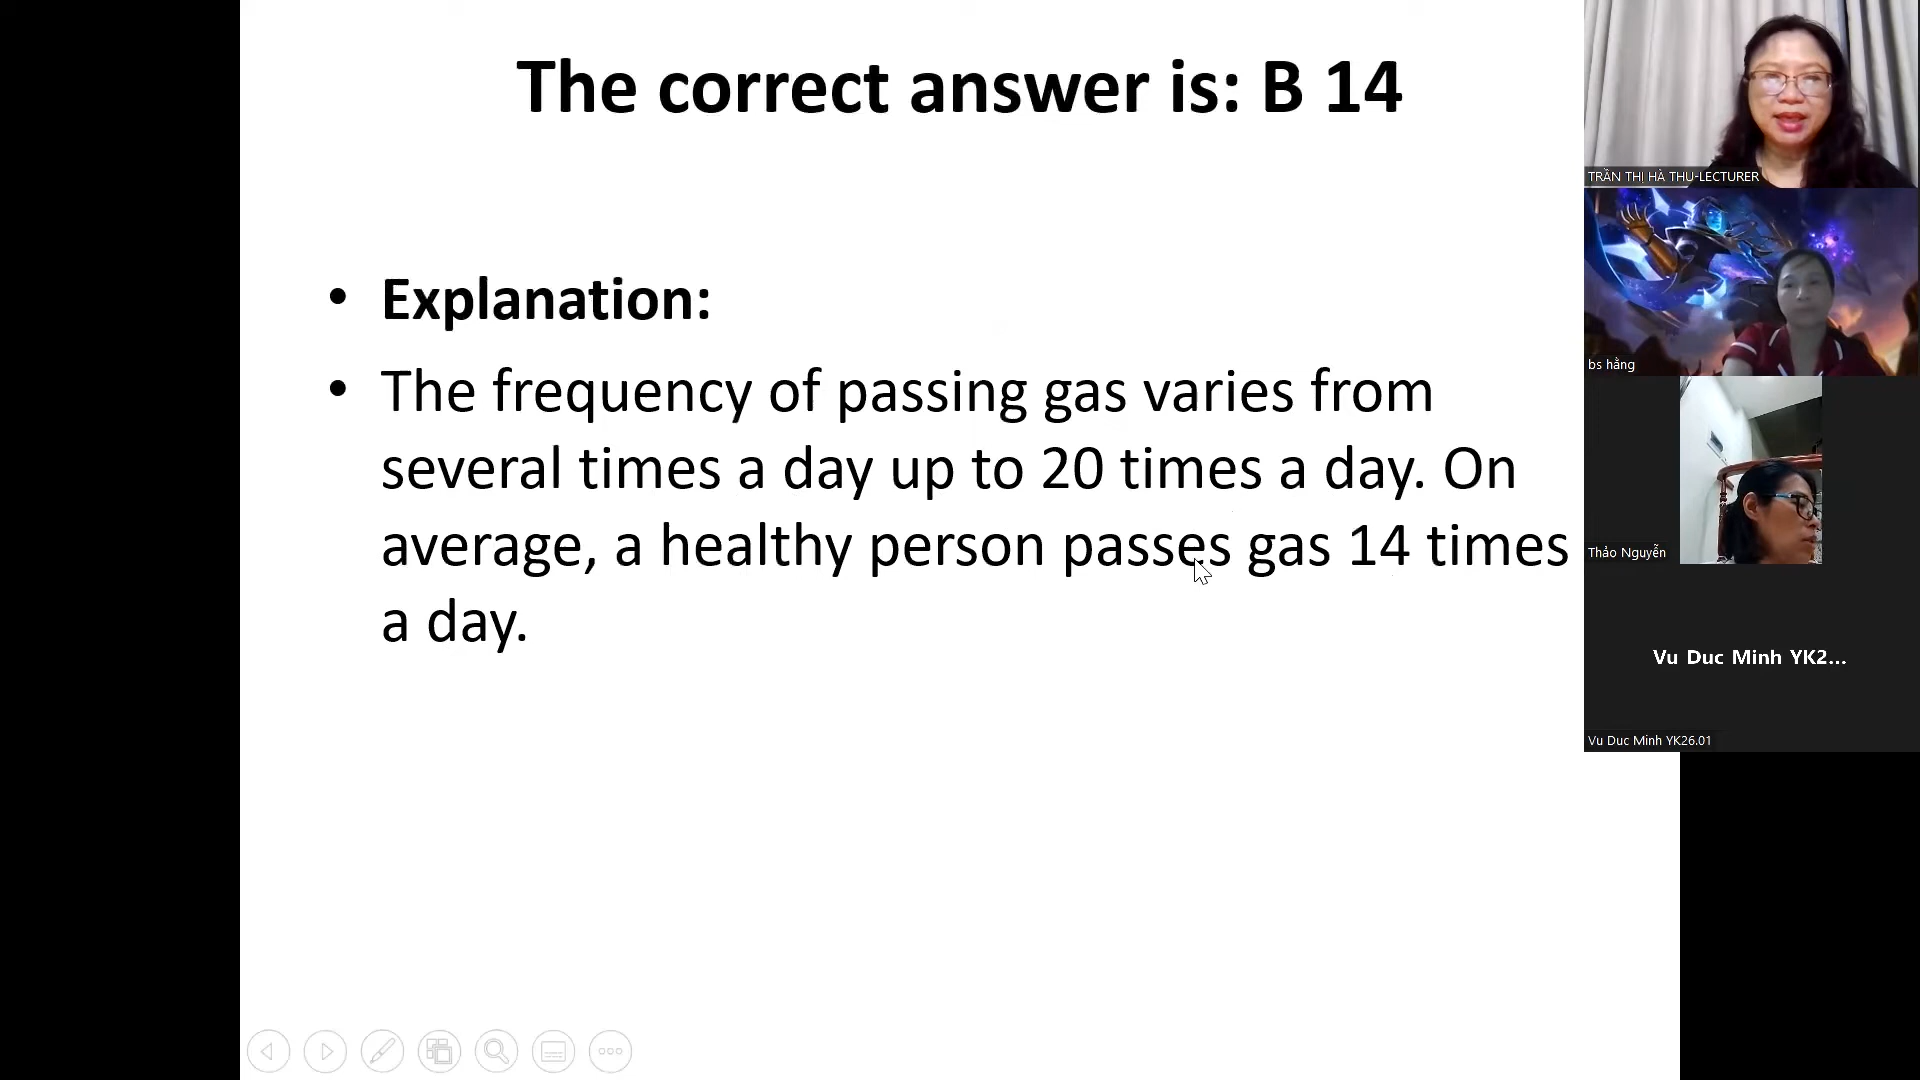 The correct answer is: B 14
• Explanation:
• The frequency of passing gas varies from
several times a day up to 20 times a day. On
average, a healthy person passes gas 14 times
a day.
TRẦN THỊ HÀ THU-LECTURER
bs hằng
Thảo Nguyễn
Vu Duc Minh YK2...
Vu Duc Minh YK26.01